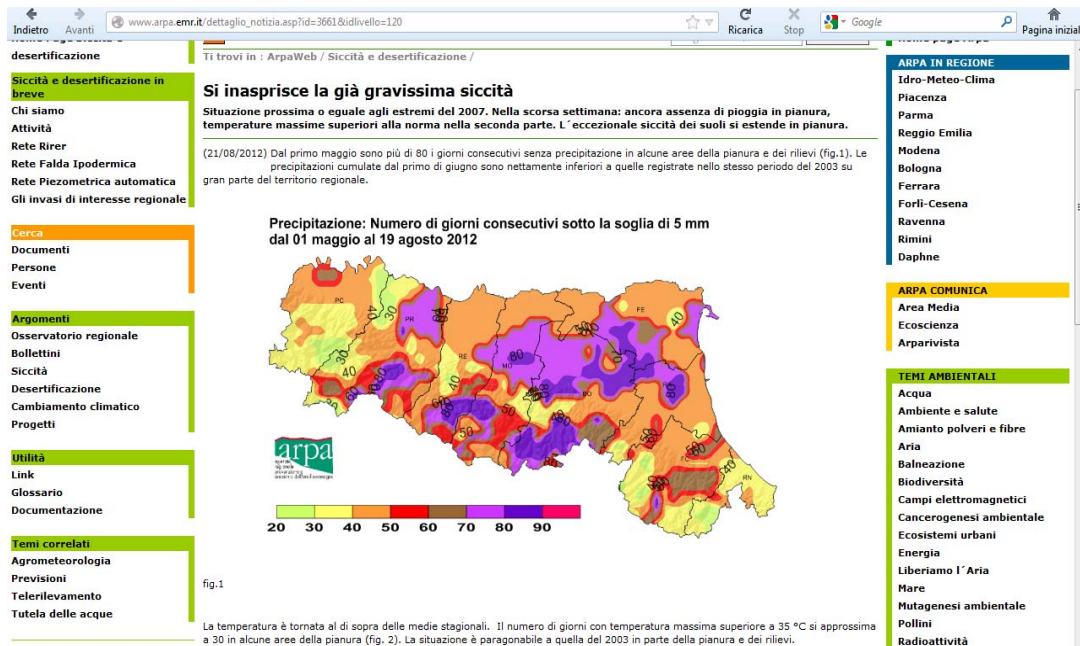 Indietro
Avanti
www.arpa.emr.it/dettaglio_notizia.asp?id=3661&idlivello=120
Ricarica
Stop
Google
Pagina inizial
desertificazione
Siccità e desertificazione in
breve
Chi siamo
Attività
Rete Rirer
Rete Falda Ipodermica
Rete Piezometrica automatica
Gli invasi di interesse regionale
Cerca
Documenti
Persone
Eventi
Argomenti
Osservatorio regionale
Bollettini
Siccità
Desertificazione
Cambiamento climatico
Progetti
Utilità
Link
Glossario
Documentazione
Temi correlati
Agrometeorologia
Previsioni
Telerilevamento
Tutela delle acque
Ti trovi in : ArpaWeb / Siccità e desertificazione /
Si inasprisce la già gravissima siccità
Situazione prossima o eguale agli estremi del 2007. Nella scorsa settimana: ancora assenza di pioggia in pianura,
temperature massime superiori alla norma nella seconda parte. L´eccezionale siccità dei suoli si estende in pianura.
(21/08/2012) Dal primo maggio sono più di 80 i giorni consecutivi senza precipitazione in alcune aree della pianura e dei rilievi (fig.1). Le
precipitazioni cumulate dal primo di giugno sono nettamente inferiori a quelle registrate nello stesso periodo del 2003 su
gran parte del territorio regionale.
Precipitazione: Numero di giorni consecutivi sotto la soglia di 5 mm
dal 01 maggio al 19 agosto 2012
PC
PR
RE
MO
BO
FE
FC
RN
arpa
20 30 40 50 60 70 80 90
fig.1
La temperatura è tornata al di sopra delle medie stagionali. Il numero di giorni con temperatura massima superiore a 35 °C si approssima
a 30 in alcune aree della pianura (fig. 2). La situazione è paragonabile a quella del 2003 in parte della pianura e dei rilievi.
ARPA IN REGIONE
Idro-Meteo-Clima
Piacenza
Parma
Reggio Emilia
Modena
Bologna
Ferrara
Forlì-Cesena
Ravenna
Rimini
Daphne
ARPA COMUNICA
Area Media
Ecoscienza
Arparivista
TEMI AMBIENTALI
Acqua
Ambiente e salute
Amianto polveri e fibre
Aria
Balneazione
Biodiversità
Campi elettromagnetici
Cancerogenesi ambientale
Ecosistemi urbani
Energia
Liberiamo l´Aria
Mare
Mutagenesi ambientale
Pollini
Radioattività